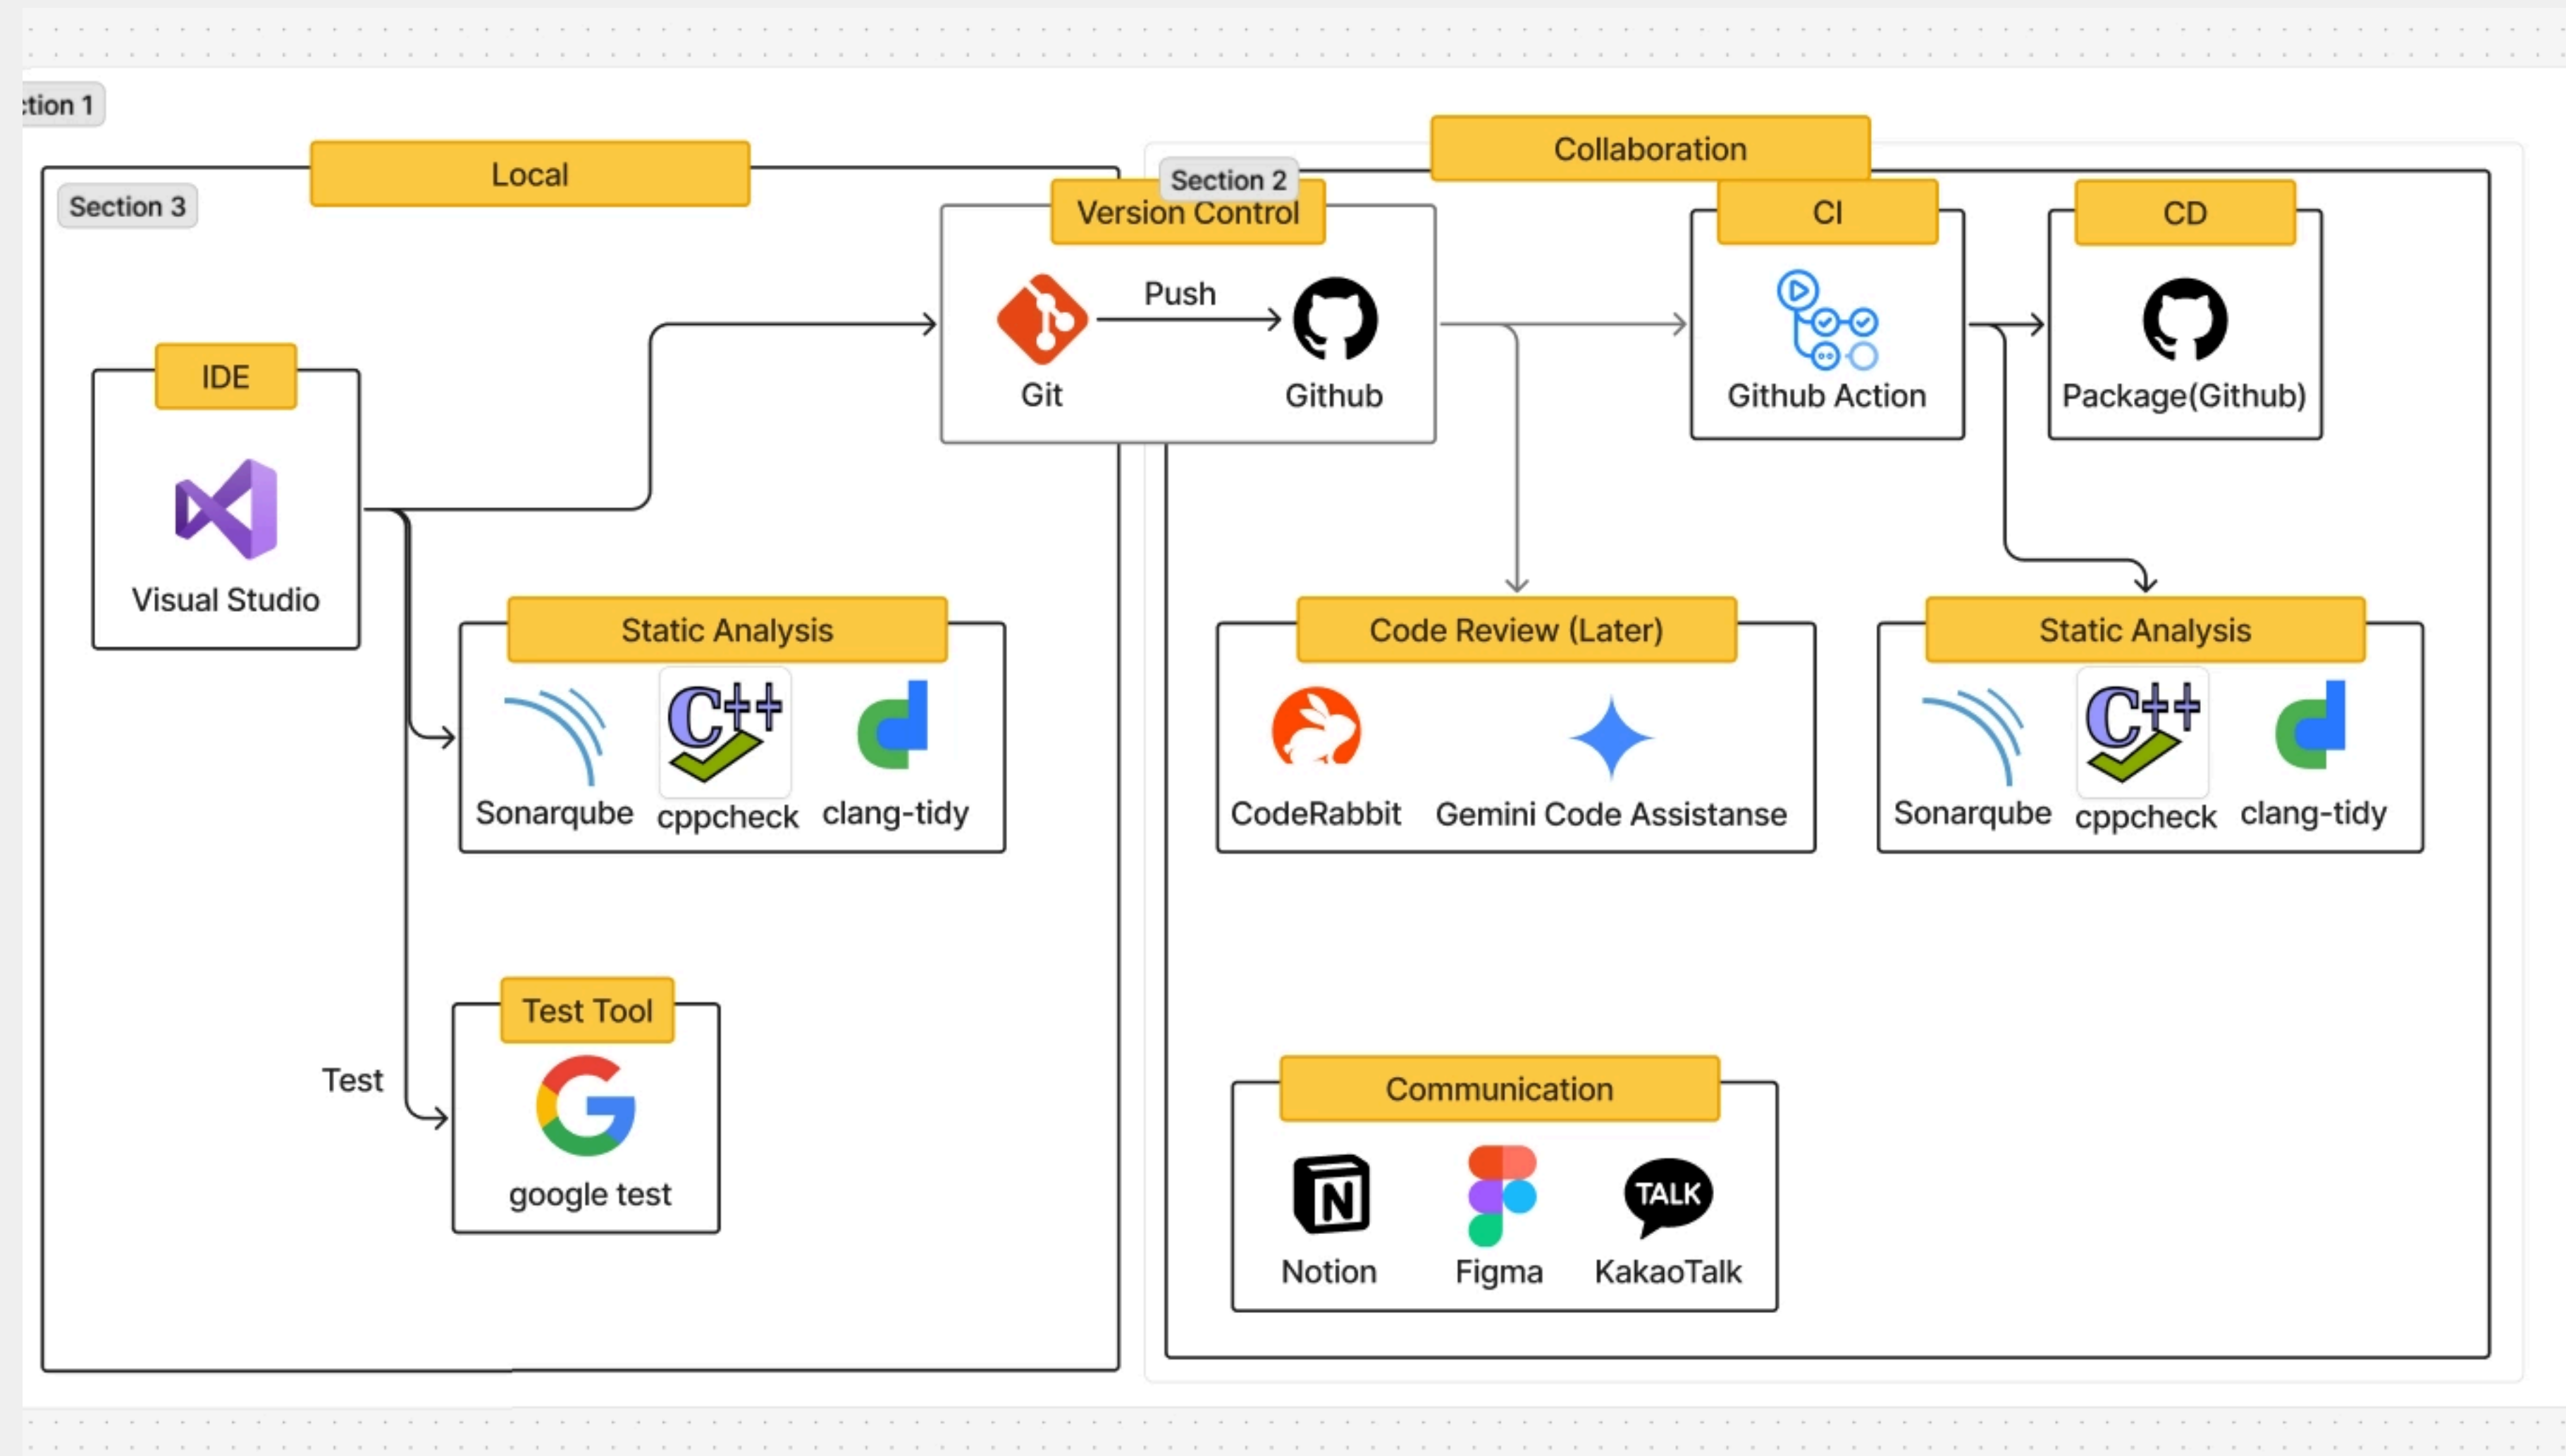 ction 1
Local
Section 3
IDE
Visual Studio
Static Analysis
C++
Sonarqube
cppcheck
clang-tidy
Test
Test Tool
google test
Section 2
Version Control
Push
Git
Github
Collaboration
CI
Github Action
CD
Package(Github)
Code Review (Later)
CodeRabbit
Gemini Code Assistanse
Static Analysis
C++
Sonarqube
cppcheck
clang-tidy
Communication
N
TALK
Notion
Figma
KakaoTalk